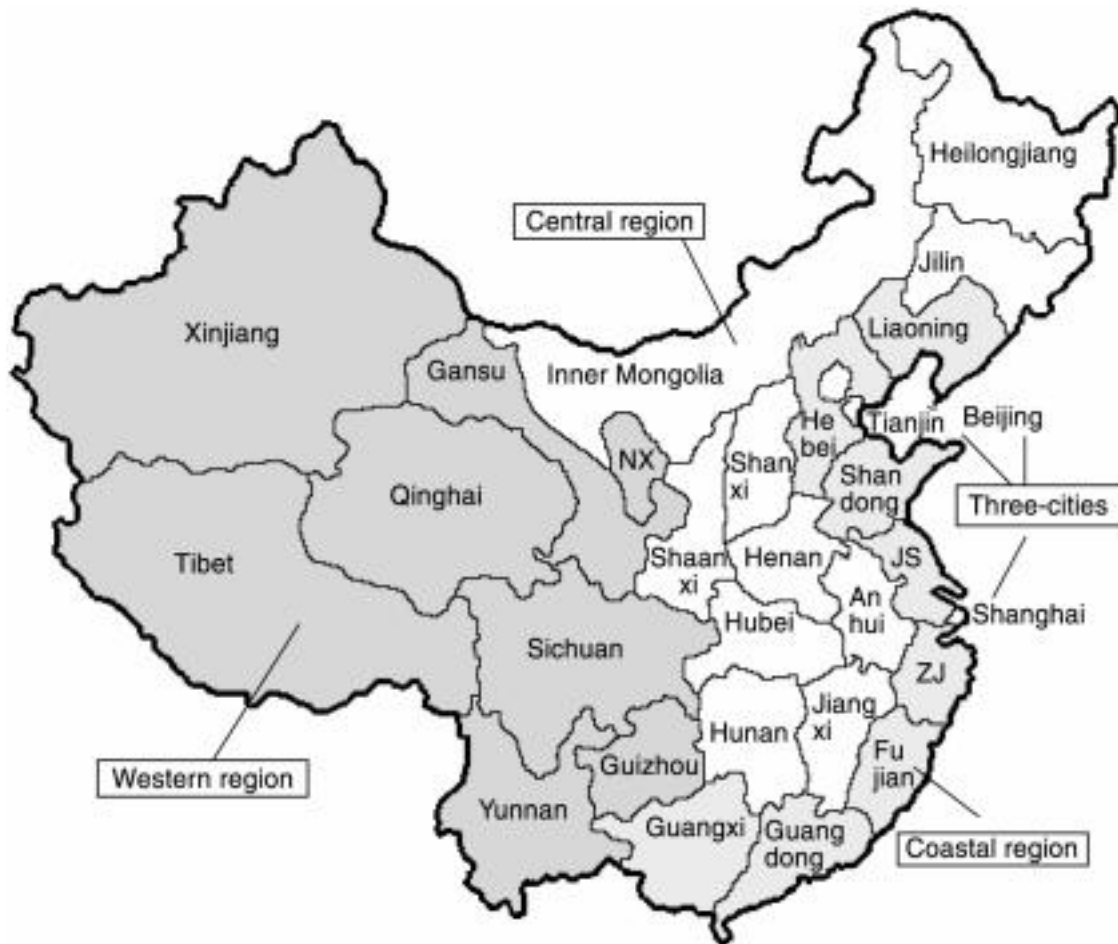 Heilongjiang
Central region
Jilin
Xinjiang
Liaoning
Gansu
Inner Mongolia
Tianjin
Beijing
He
bei
NX
Shan
xi
Shan
dong
Qinghai
Three-cities
Tibet
Shaan
xi
Henan
JS
An
hui
Shanghai
Hubei
Sichuan
ZJ
Jiang
xi
Hunan
Western region
Guizhou
Fu
jian
Yunnan
Guangxi
Guang
dong
Coastal region